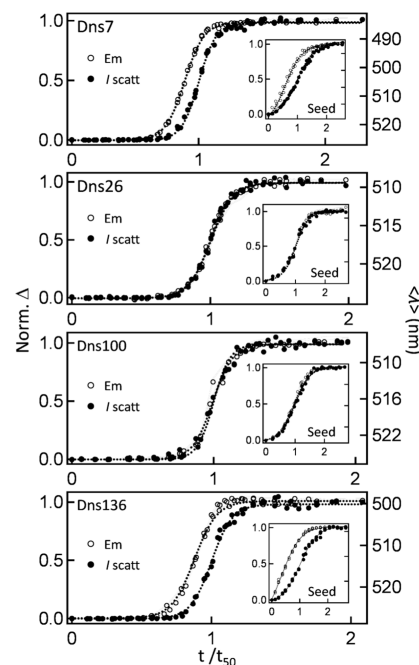 Dns7
1.0
0.5
0.0
Em
I scatt
1.0
0.5
0.0
0 1 2
Seed
490
500
510
520
0 1 2
Dns26
1.0
0.5
0.0
Em
I scatt
1.0
0.5
0
0 1 2
Seed
510
515
520
0 1 2
Norm. Δ
<λ> (nm)
Dns100
1.0
0.5
0.0
Em
I scatt
1.0
0.5
0
0 1 2
Seed
508
516
522
0 1 2
Dns136
1.0
0.5
0.0
Em
I scatt
1.0
0.5
0.0
0 1 2
Seed
500
510
520
0 1 2
t/t50